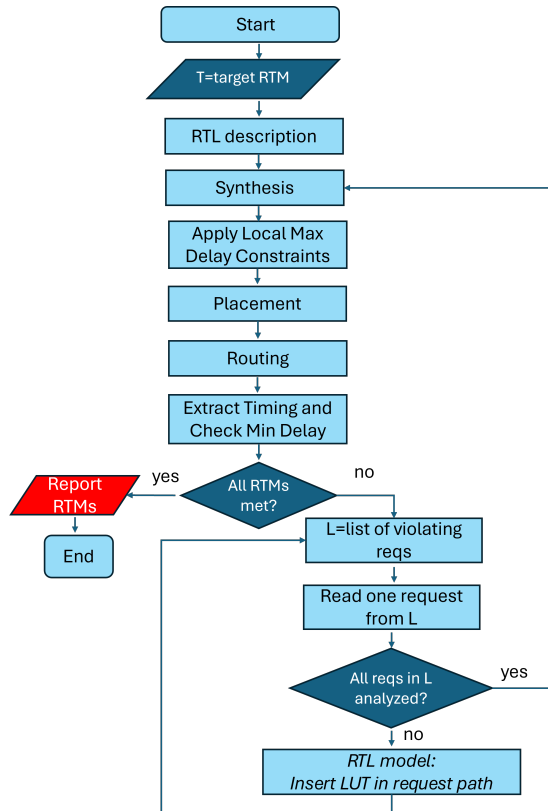 Start
T=target RTM
RTL description
Synthesis
Apply Local Max
Delay Constraints
Placement
Routing
Extract Timing and
Check Min Delay
All RTMs
met?
yes
no
Report
RTMs
End
L=list of violating
reqs
Read one request
from L
All reqs in L
analyzed?
yes
no
RTL model:
Insert LUT in request path